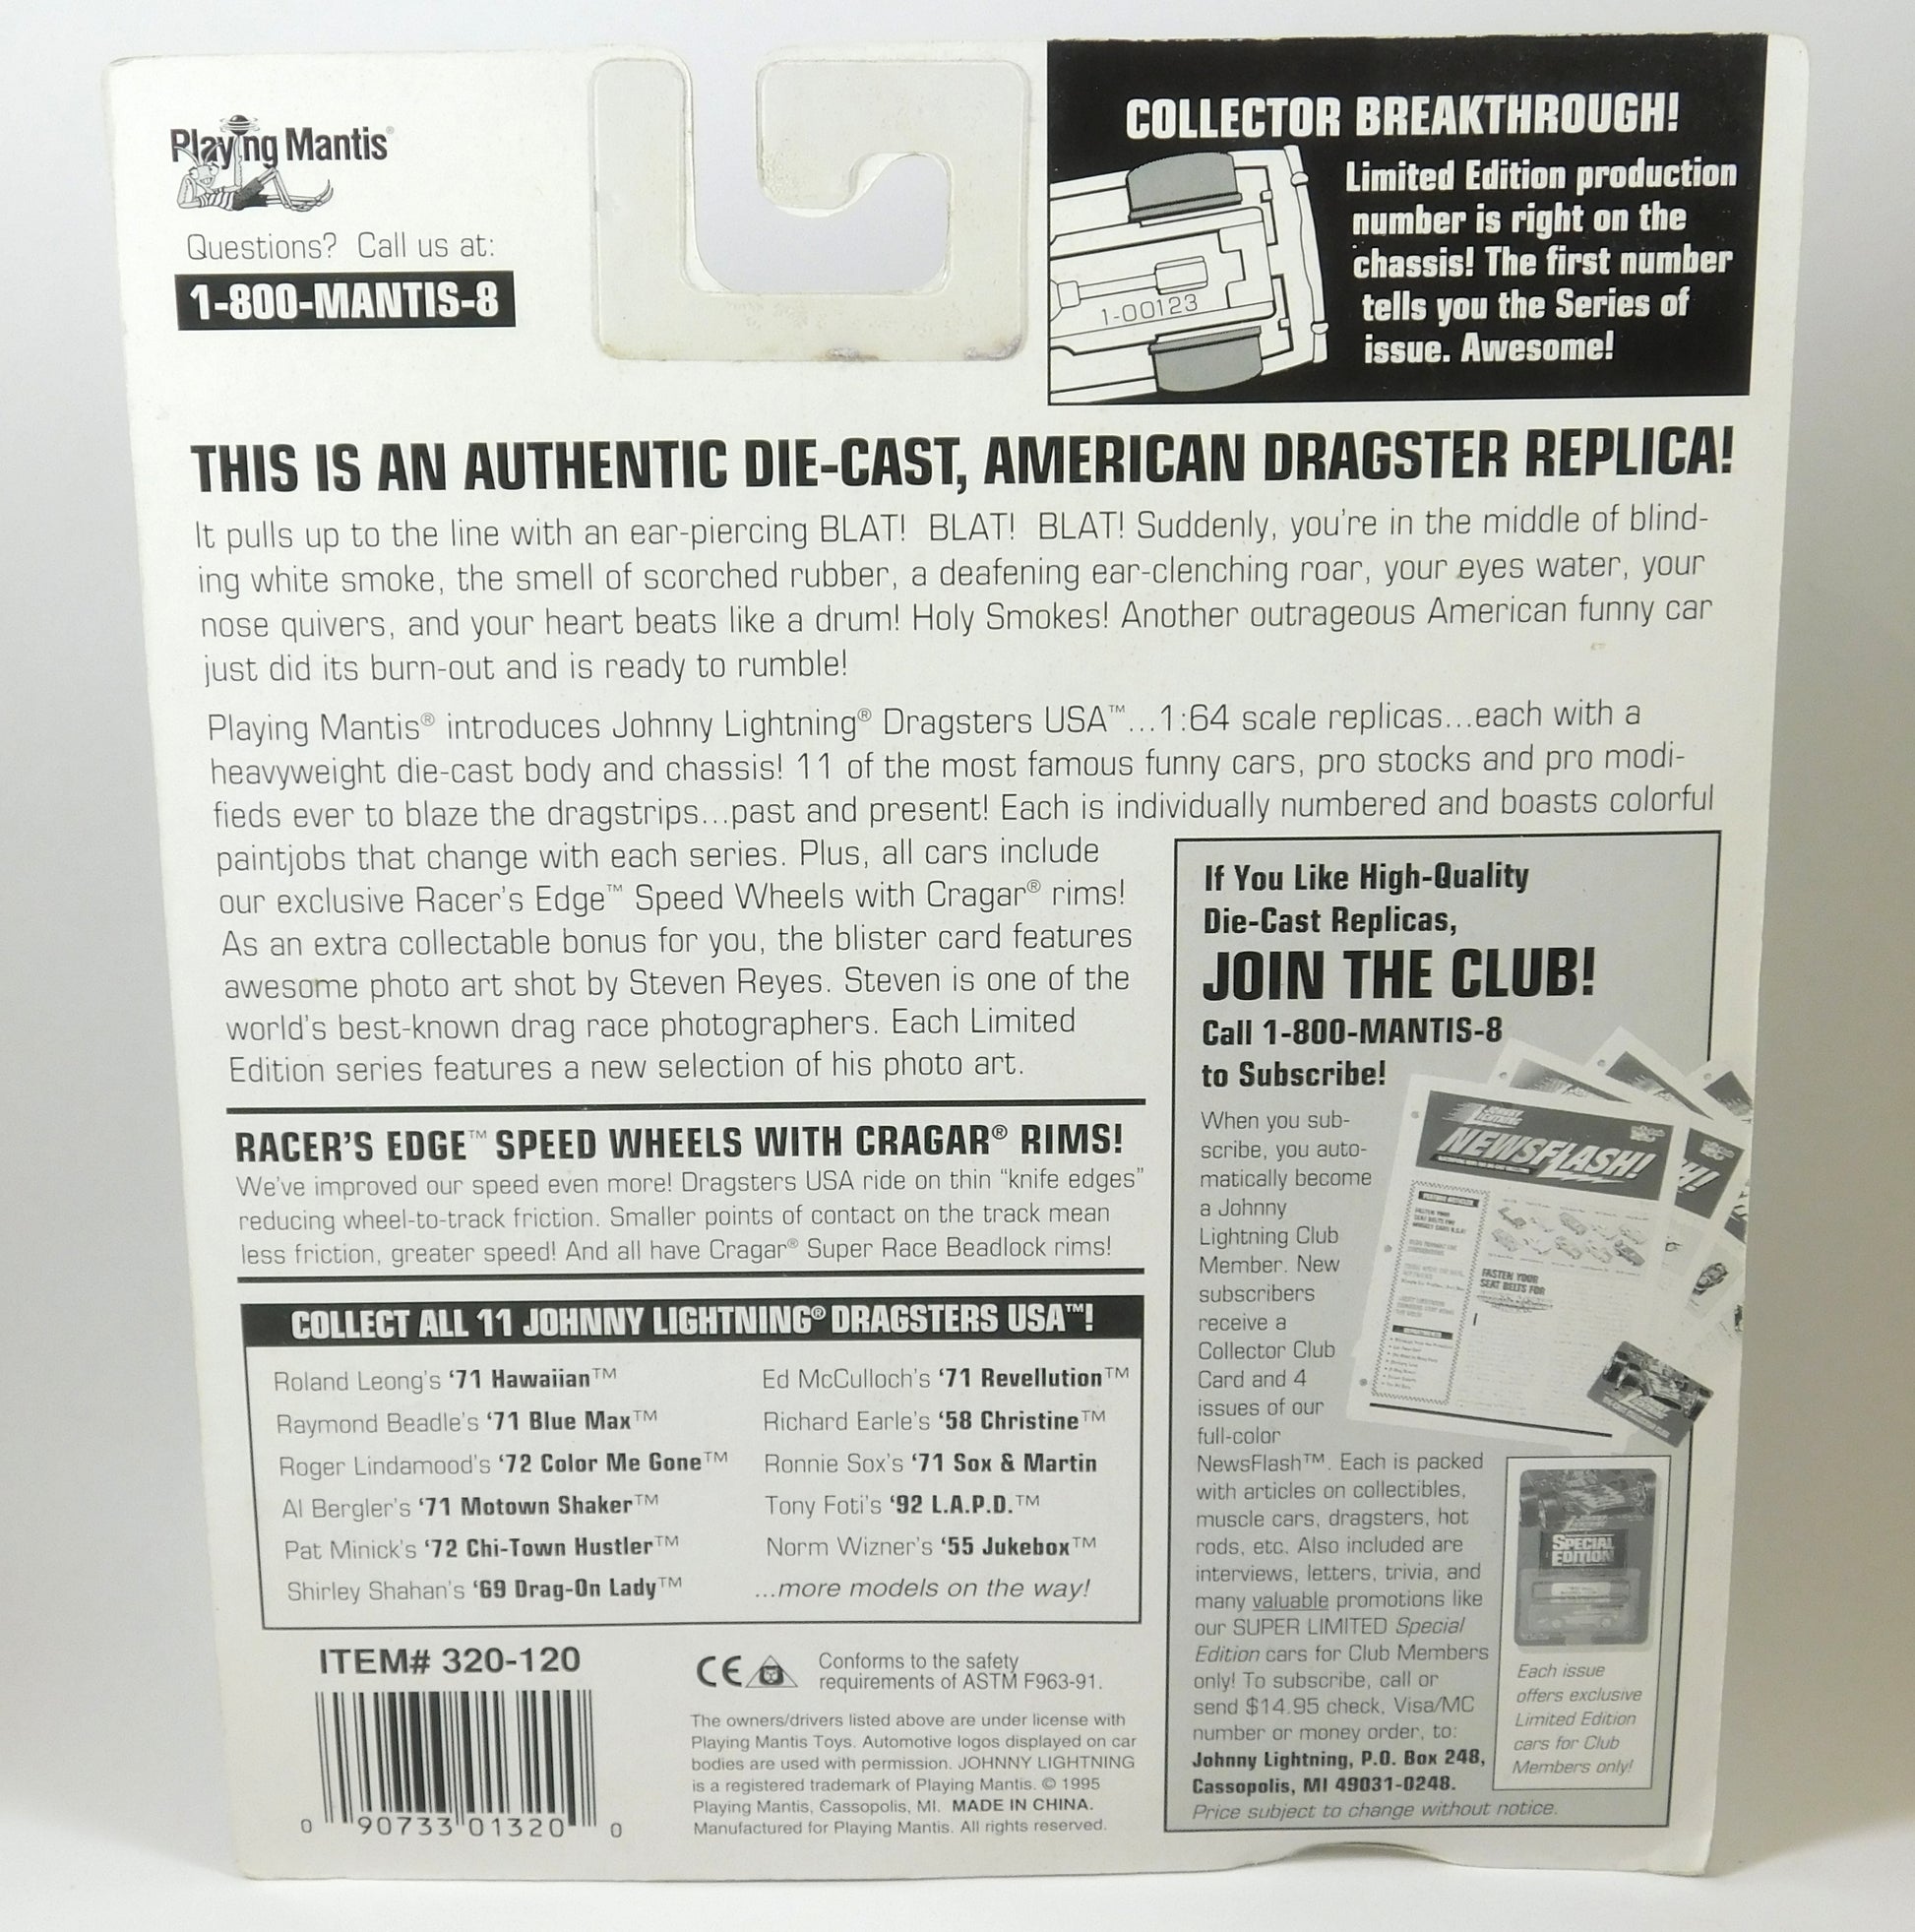 Playing Mantis®
Questions? Call us at:
1-800-MANTIS-8
COLLECTOR BREAKTHROUGH!
Limited Edition production
number is right on the
chassis! The first number
tells you the Series of
issue. Awesome!
1-00123
THIS IS AN AUTHENTIC DIE-CAST, AMERICAN DRAGSTER REPLICA!
It pulls up to the line with an ear-piercing BLAT! BLAT! BLAT! Suddenly, you're in the middle of blind-
ing white smoke, the smell of scorched rubber, a deafening ear-clenching roar, your eyes water, your
nose quivers, and your heart beats like a drum! Holy Smokes! Another outrageous American funny car
just did its burn-out and is ready to rumble!
Playing Mantis® introduces Johnny Lightning® Dragsters USA™...1:64 scale replicas...each with a
heavyweight die-cast body and chassis! 11 of the most famous funny cars, pro stocks and pro modi-
fieds ever to blaze the dragstrips...past and present! Each is individually numbered and boasts colorful
paintjobs that change with each series. Plus, all cars include
our exclusive Racer's Edge™ Speed Wheels with Cragar® rims!
As an extra collectable bonus for you, the blister card features
awesome photo art shot by Steven Reyes. Steven is one of the
world's best-known drag race photographers. Each Limited
Edition series features a new selection of his photo art.
RACER'S EDGE™ SPEED WHEELS WITH CRAGAR® RIMS!
We've improved our speed even more! Dragsters USA ride on thin "knife edges"
reducing wheel-to-track friction. Smaller points of contact on the track mean
less friction, greater speed! And all have Cragar® Super Race Beadlock rims!
COLLECT ALL 11 JOHNNY LIGHTNING® DRAGSTERS USA™!
Roland Leong's '71 Hawaiian™
Raymond Beadle's '71 Blue Max™
Roger Lindamood's '72 Color Me Gone™
Al Bergler's '71 Motown Shaker™
Pat Minick's '72 Chi-Town Hustler™
Shirley Shahan's '69 Drag-On Lady™
Ed McCulloch's '71 Revellution™
Richard Earle's '58 Christine™
Ronnie Sox's '71 Sox & Martin
Tony Foti's '92 L.A.P.D.™
Norm Wizner's '55 Jukebox™
...more models on the way!
ITEM# 320-120
0 90733 01320 0
CE
Conforms to the safety
requirements of ASTM F963-91.
The owners/drivers listed above are under license with
Playing Mantis Toys. Automotive logos displayed on car
bodies are used with permission. JOHNNY LIGHTNING
is a registered trademark of Playing Mantis. © 1995
Playing Mantis, Cassopolis, MI. MADE IN CHINA.
Manufactured for Playing Mantis. All rights reserved.
If You Like High-Quality
Die-Cast Replicas,
JOIN THE CLUB!
Call 1-800-MANTIS-8
to Subscribe!
When you sub-
scribe, you auto-
matically become
a Johnny
Lightning Club
Member. New
subscribers
receive a
Collector Club
Card and 4
issues of our
full-color
NewsFlash™. Each is packed
with articles on collectibles,
muscle cars, dragsters, hot
rods, etc. Also included are
interviews, letters, trivia, and
many valuable promotions like
our SUPER LIMITED Special
Edition cars for Club Members
only! To subscribe, call or
send $14.95 check, Visa/MC
number or money order, to:
Johnny Lightning, P.O. Box 248,
Cassopolis, MI 49031-0248.
Price subject to change without notice.
NEWSFLASH!
FASTEN YOUR
SEAT BELTS FOR
SPECIAL
EDITION
Each issue
offers exclusive
Limited Edition
cars for Club
Members only!